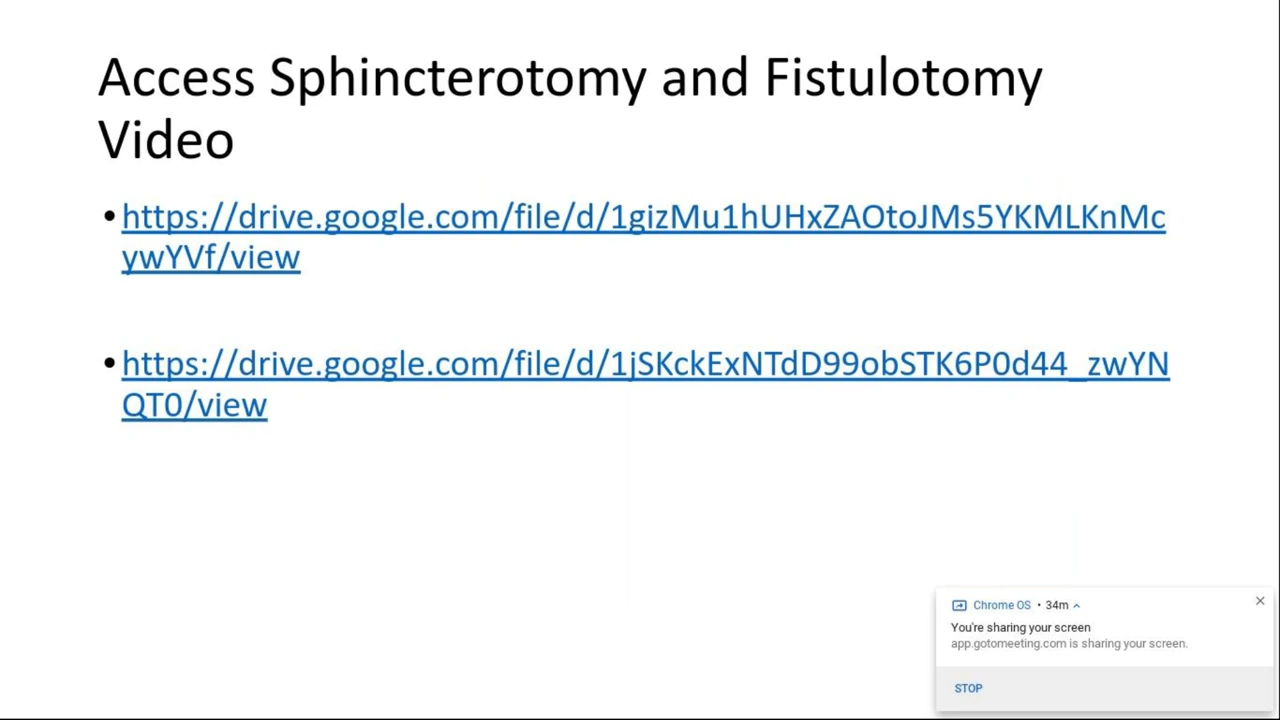 Access Sphincterotomy and Fistulotomy
Video
• https://drive.google.com/file/d/1gizMu1hUHxZAOtoJMs5YKMLKnMc
ywYVf/view
• https://drive.google.com/file/d/1jSKckExNTdD99obSTK6P0d44_zwYN
QT0/view
Chrome OS • 34m
You're sharing your screen
app.gotomeeting.com is sharing your screen.
STOP